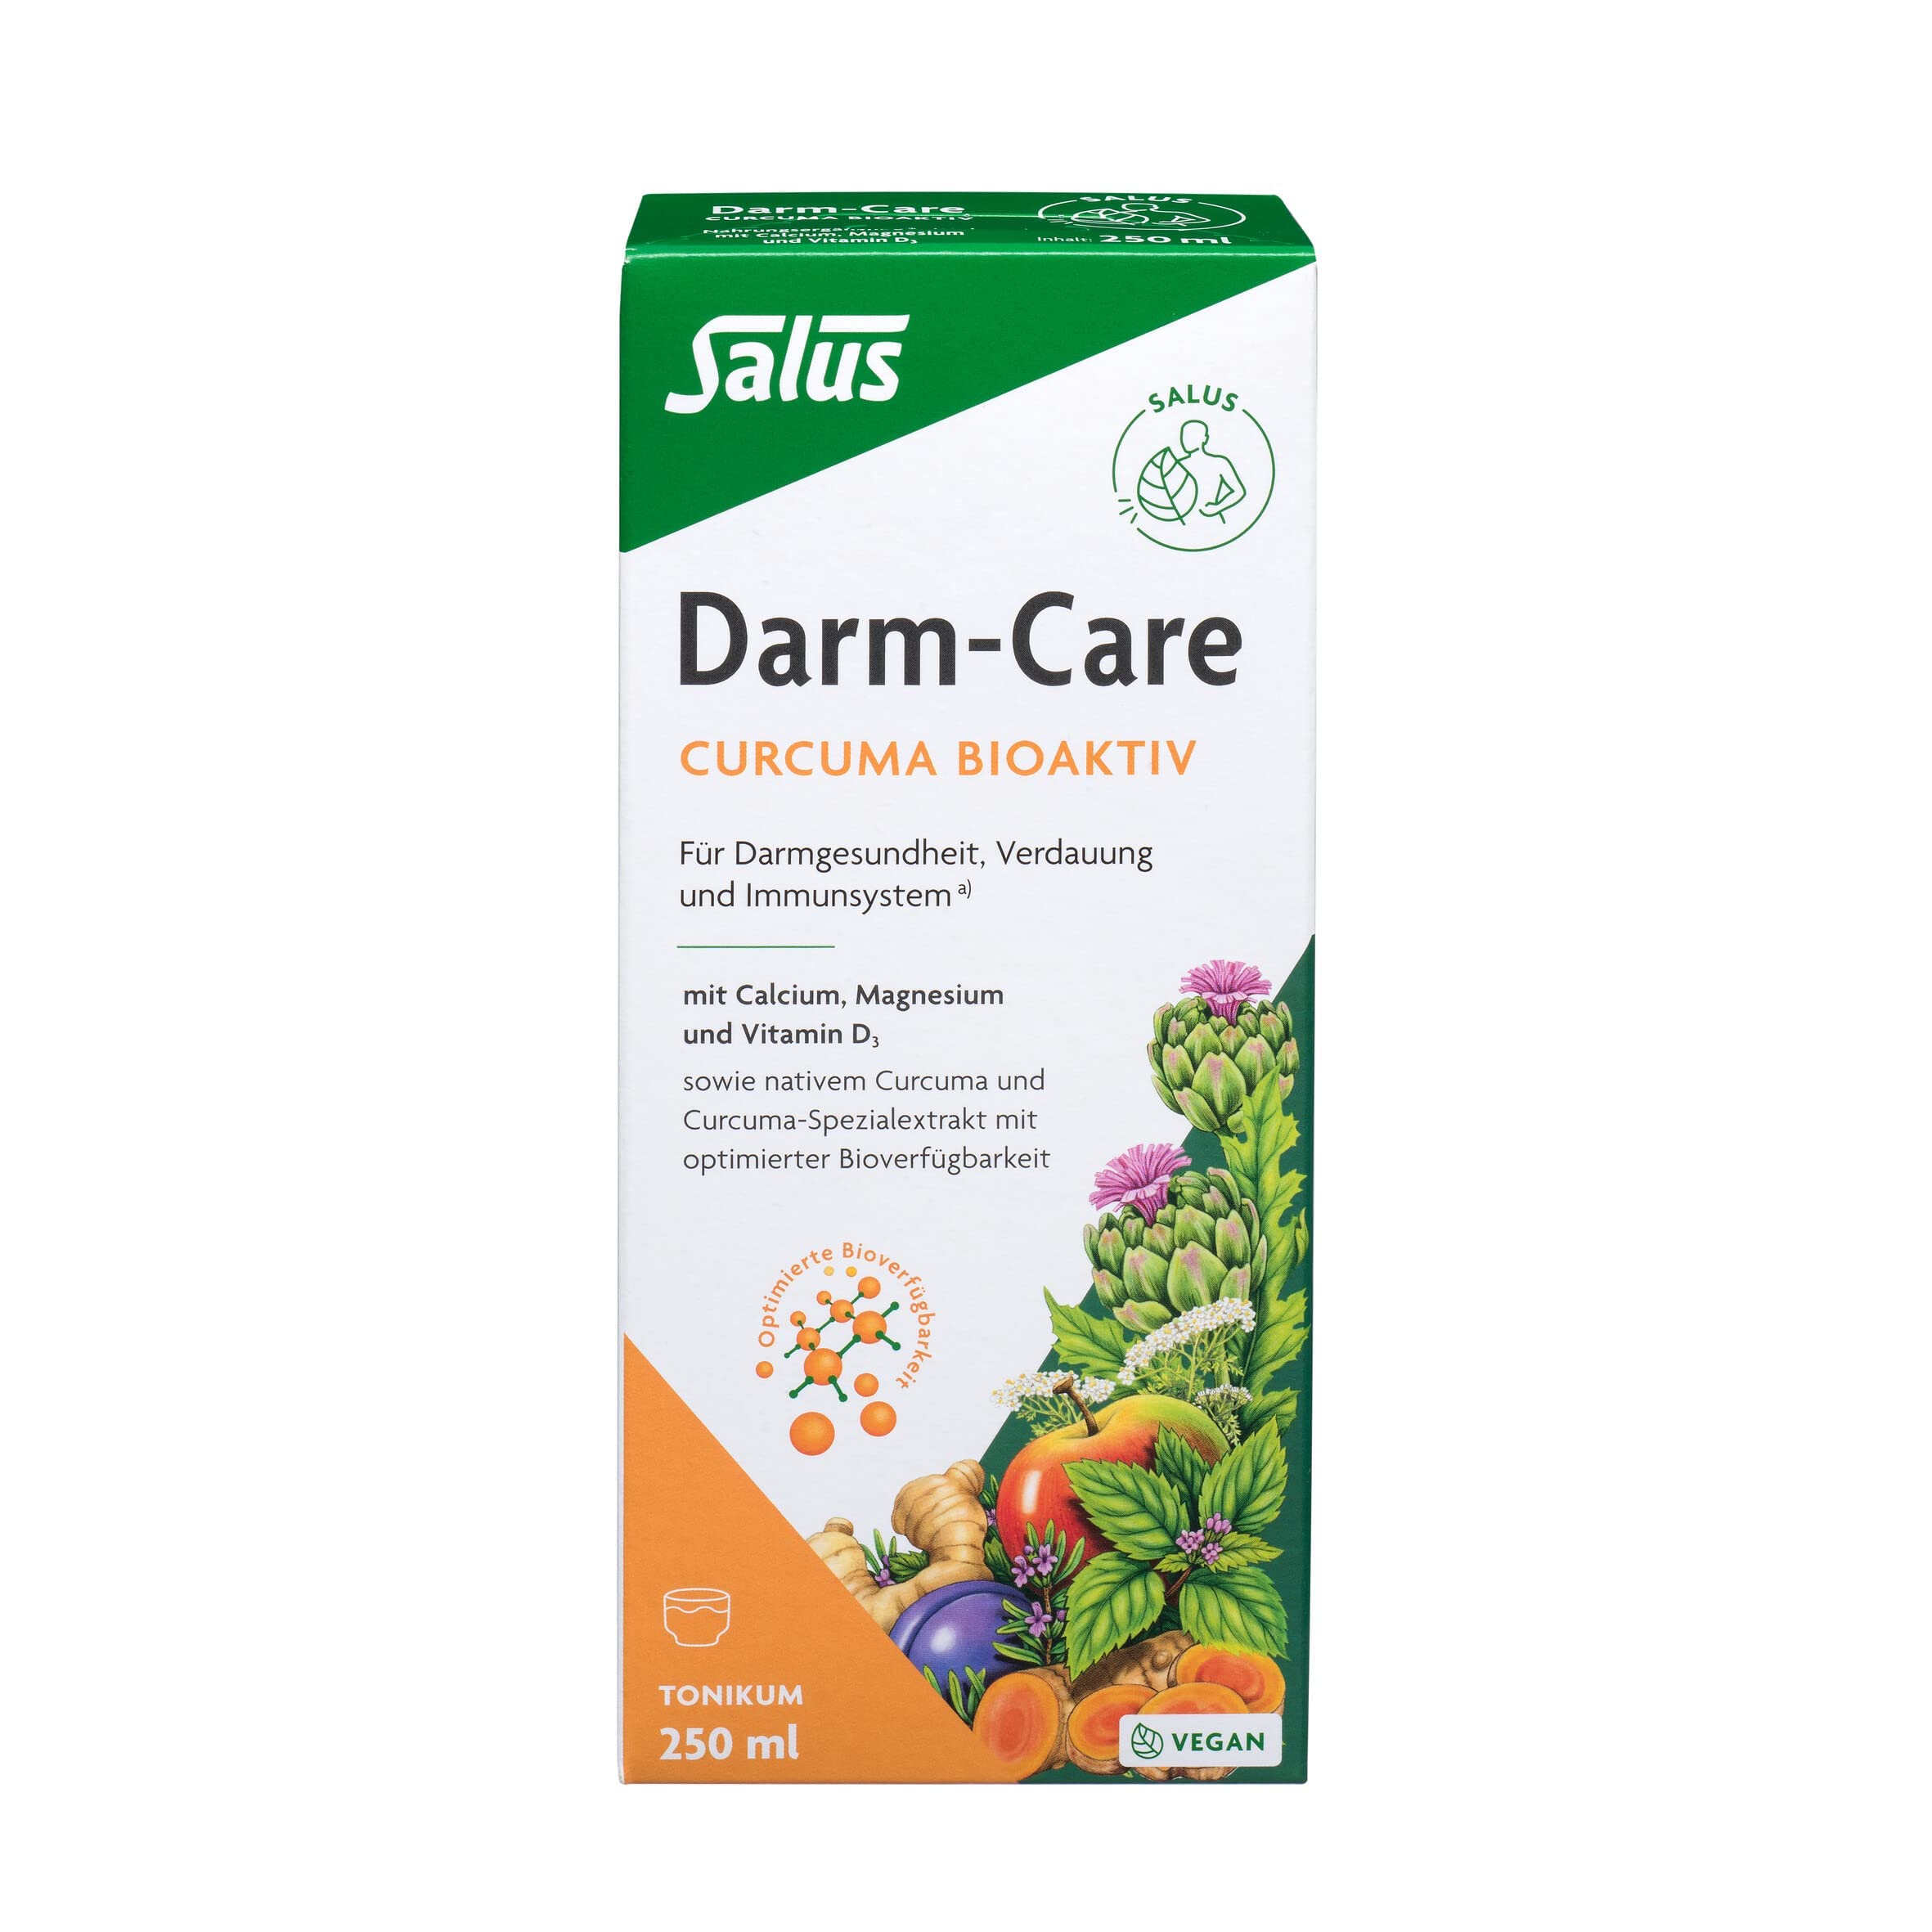 Darm-Care
CURCUMA BIOAKTIV
mit Calcium, Magnesium
und Vitamin D₃
SALUS
Inhalt: 250 ml
Salus
SALUS
Darm-Care
CURCUMA BIOAKTIV
Für Darmgesundheit, Verdauung
und Immunsystem a)
mit Calcium, Magnesium
und Vitamin D₃
sowie nativem Curcuma und
Curcuma-Spezialextrakt mit
optimierter Bioverfügbarkeit
Optimierte Bioverfügbarkeit
TONIKUM
250 ml
VEGAN